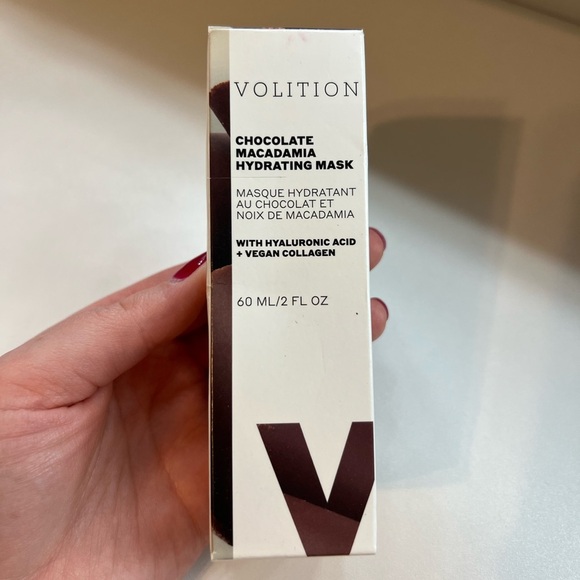 VOLITION
CHOCOLATE
MACADAMIA
HYDRATING MASK
MASQUE HYDRATANT
AU CHOCOLAT ET
NOIX DE MACADAMIA
WITH HYALURONIC ACID
+ VEGAN COLLAGEN
60 ML/2 FL OZ
V